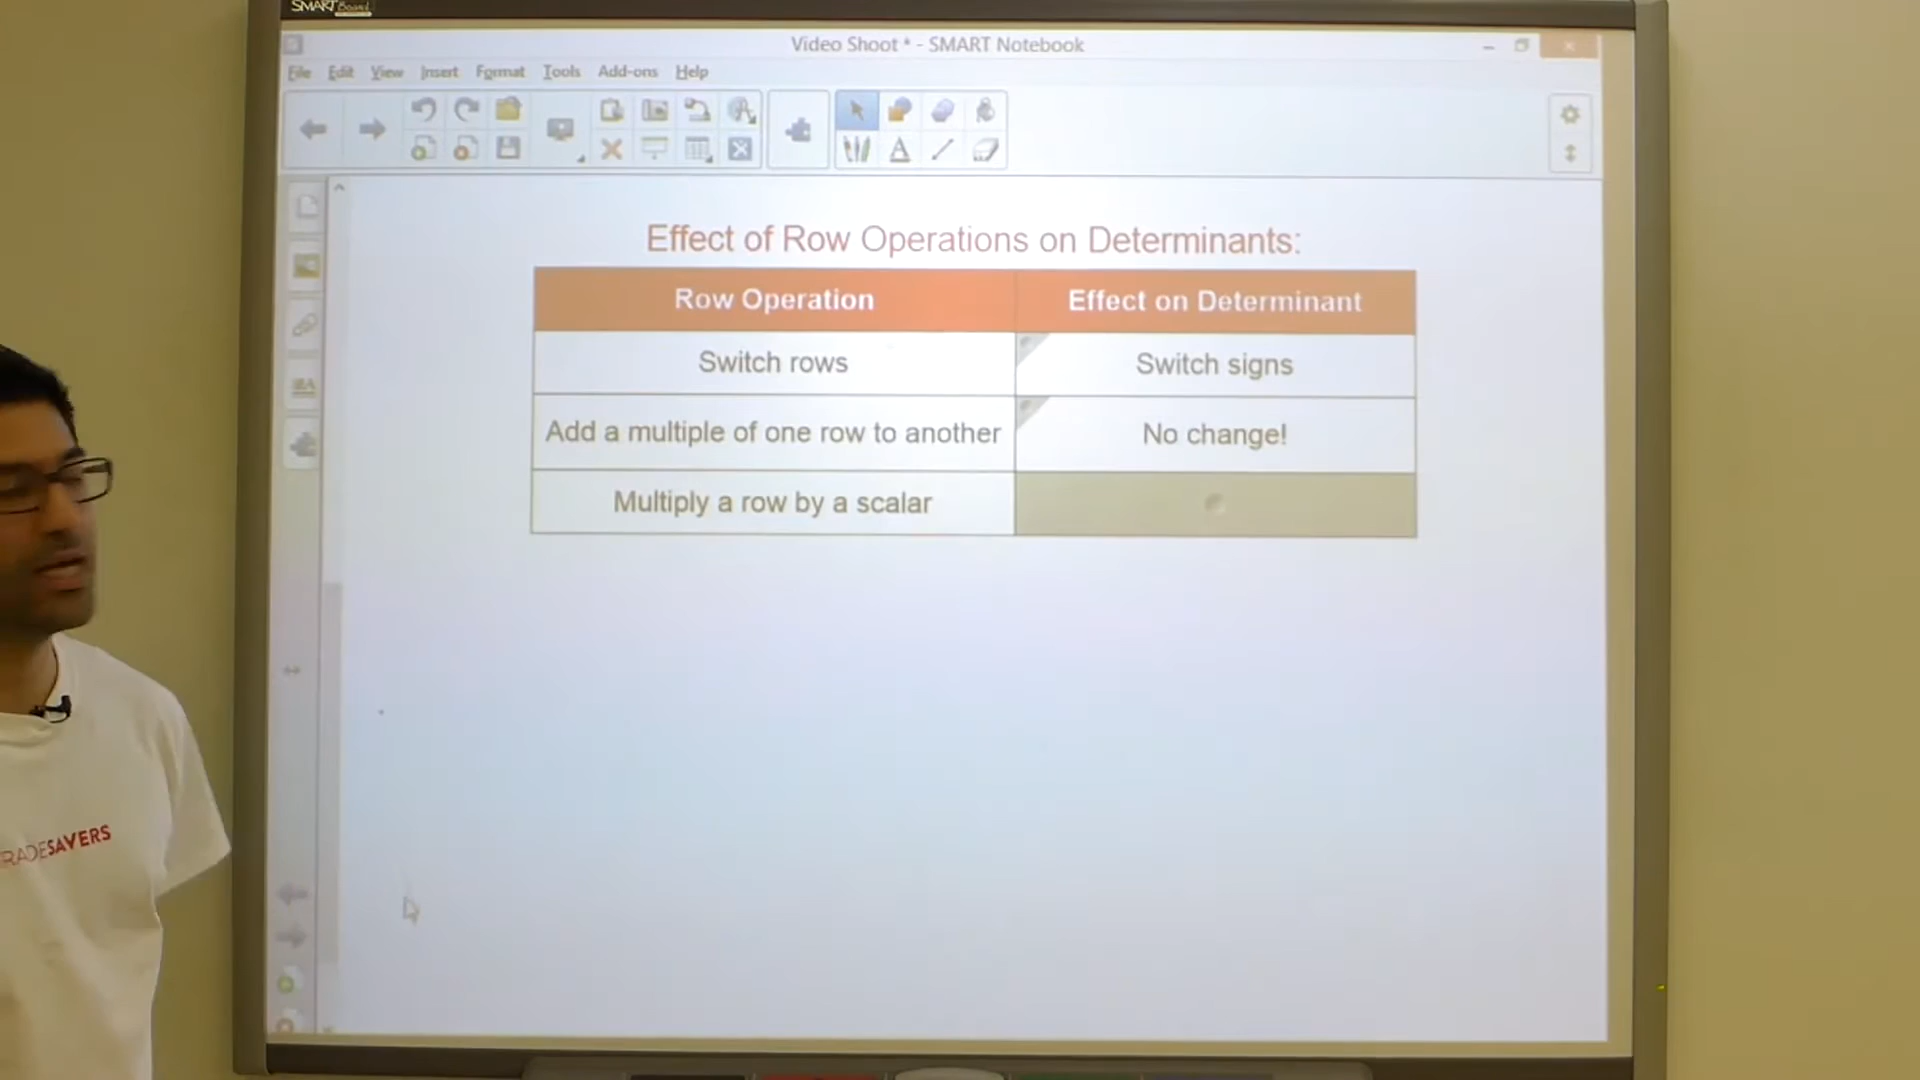 SMART Board
Video Shoot * - SMART Notebook
File Edit View Insert Format Tools Add-ons Help
Effect of Row Operations on Determinants:
Row Operation Effect on Determinant
Switch rows Switch signs
Add a multiple of one row to another No change!
Multiply a row by a scalar
RADESAVERS